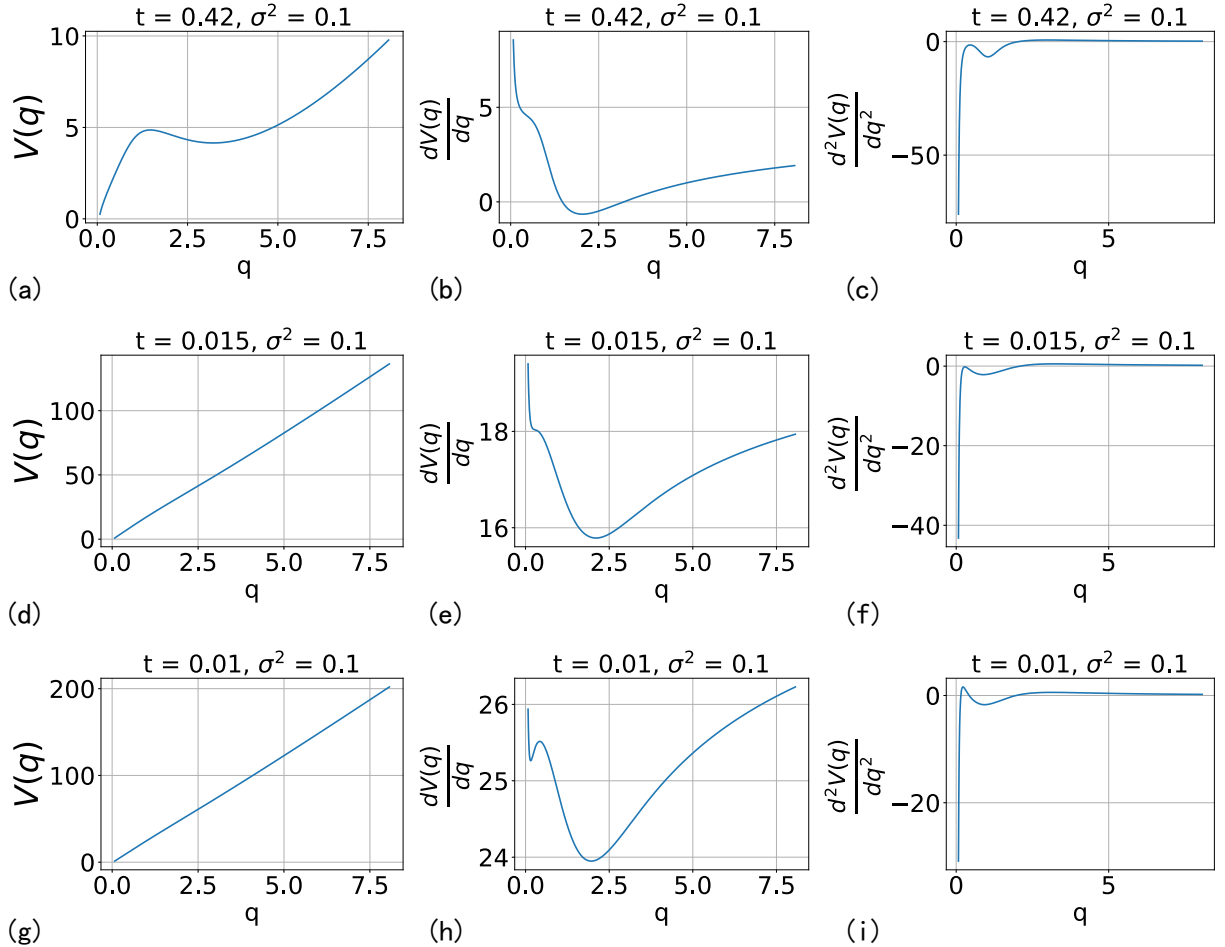 t = 0.42, σ² = 0.1
V(q)
10
5
0
0.0 2.5 5.0 7.5
q
(a)
t = 0.42, σ² = 0.1
dV(q)
dq
5
0
0.0 2.5 5.0 7.5
q
(b)
t = 0.42, σ² = 0.1
d²V(q)
dq²
0
−50
0 5
q
(c)
t = 0.015, σ² = 0.1
V(q)
100
50
0
0.0 2.5 5.0 7.5
q
(d)
t = 0.015, σ² = 0.1
dV(q)
dq
18
16
0.0 2.5 5.0 7.5
q
(e)
t = 0.015, σ² = 0.1
d²V(q)
dq²
0
−20
−40
0 5
q
(f)
t = 0.01, σ² = 0.1
V(q)
200
100
0
0.0 2.5 5.0 7.5
q
(g)
t = 0.01, σ² = 0.1
dV(q)
dq
26
25
24
0.0 2.5 5.0 7.5
q
(h)
t = 0.01, σ² = 0.1
d²V(q)
dq²
0
−20
0 5
q
(i)